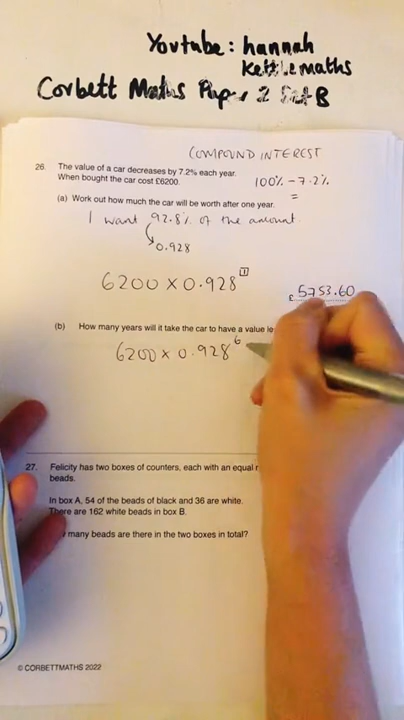 Youtube: hannah
kettlemaths
Corbett Maths Paper 2 Set B
COMPOUND INTEREST
26. The value of a car decreases by 7.2% each year.
When bought the car cost £6200.
100% - 7.2%
=
(a) Work out how much the car will be worth after one year.
I want 92.8% of the amount.
0.928
6200 × 0.928 1
£ 5753.60
(b) How many years will it take the car to have a value
6200 × 0.928 6
27. Felicity has two boxes of counters, each with an equal
beads.
In box A, 54 of the beads of black and 36 are white.
There are 162 white beads in box B.
many beads are there in the two boxes in total?
© CORBETTMATHS 2022